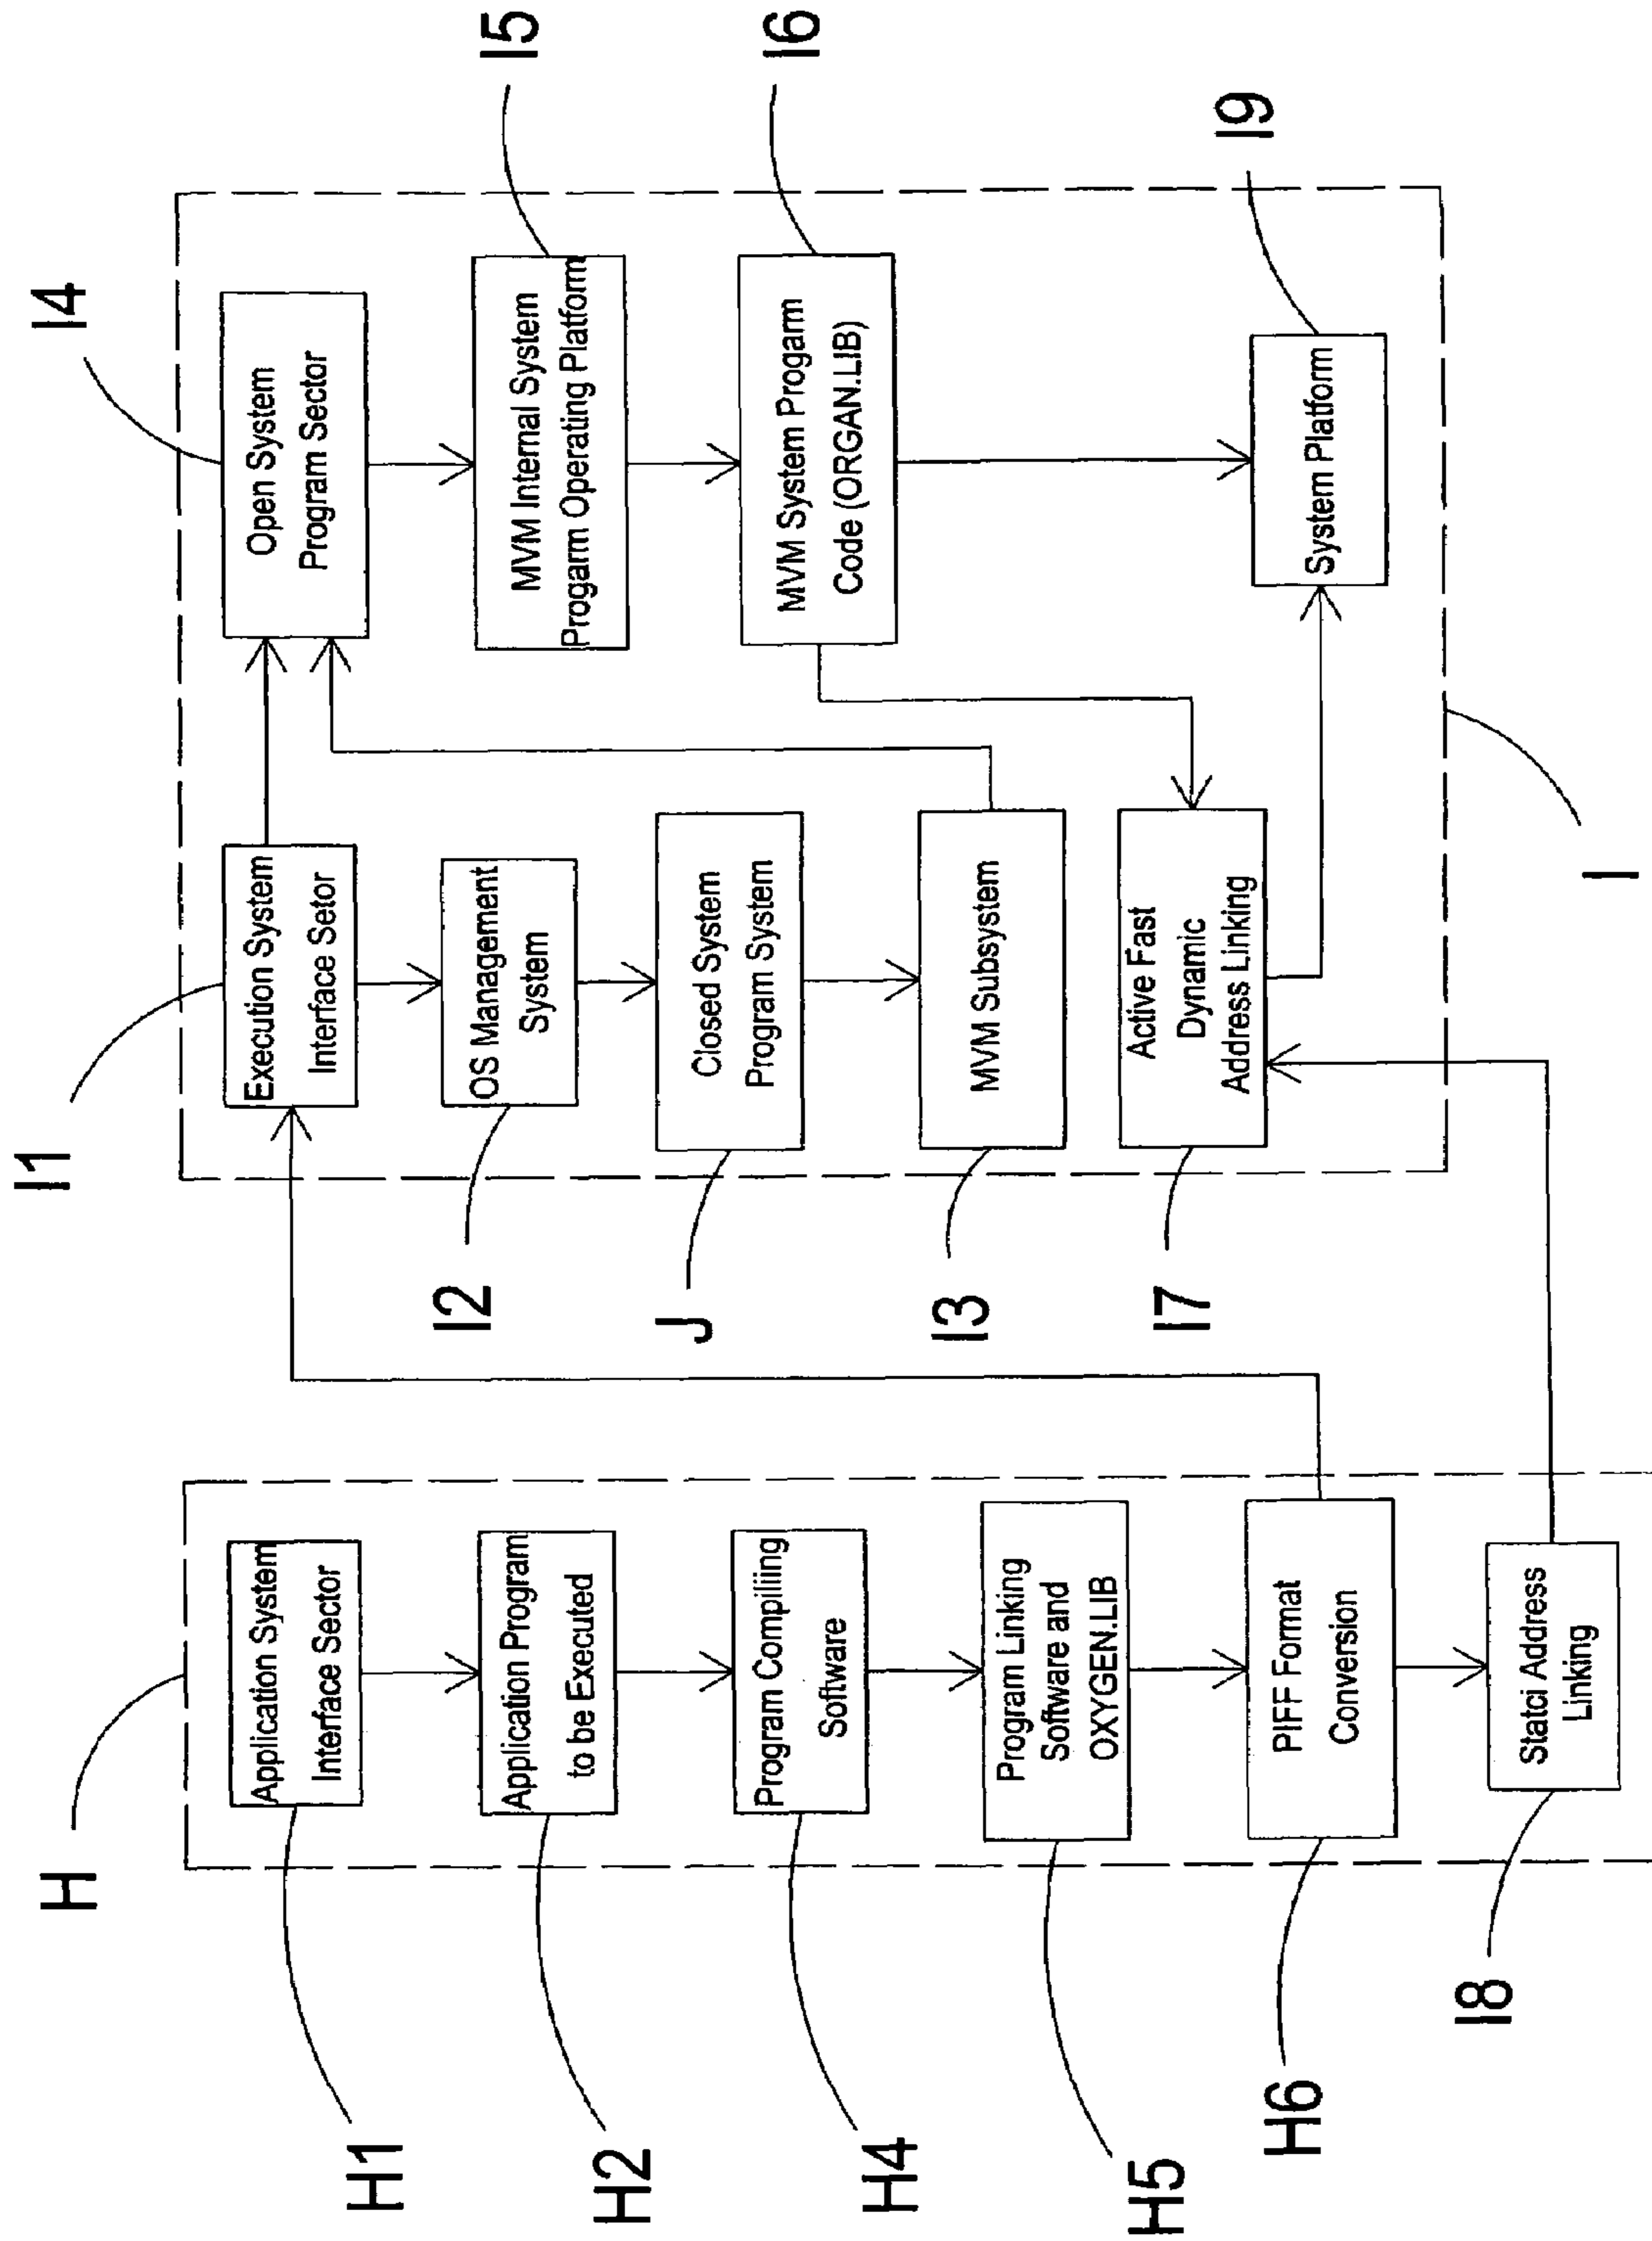 H
H1
Application System
Interface Sector
H2
Application Program
to be Executed
H4
Program Compiliing
Software
H5
Program Linking
Software and
OXYGEN.LIB
H6
PIFF Format
Conversion
I8
Statci Address
Linking
I1
Execution System
Interface Setor
I2
OS Management
System
J
Closed System
Program System
I3
MVM Subsystem
I7
Active Fast
Dynamic
Address Linking
I4
Open System
Program Sector
I5
MVM Internal System
Progarm Operating Platform
I6
MVM System Progarm
Code (ORGAN.LIB)
I9
System Platform
I